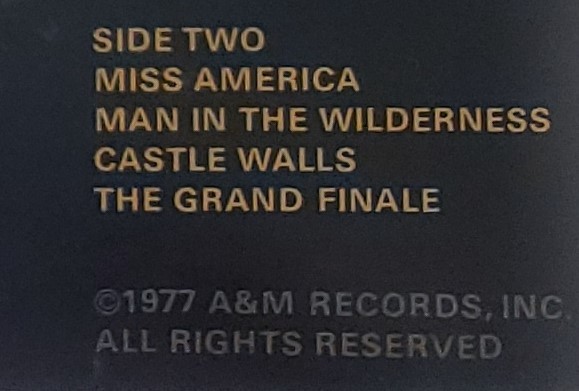 SIDE TWO
MISS AMERICA
MAN IN THE WILDERNESS
CASTLE WALLS
THE GRAND FINALE
©1977 A&M RECORDS, INC.
ALL RIGHTS RESERVED